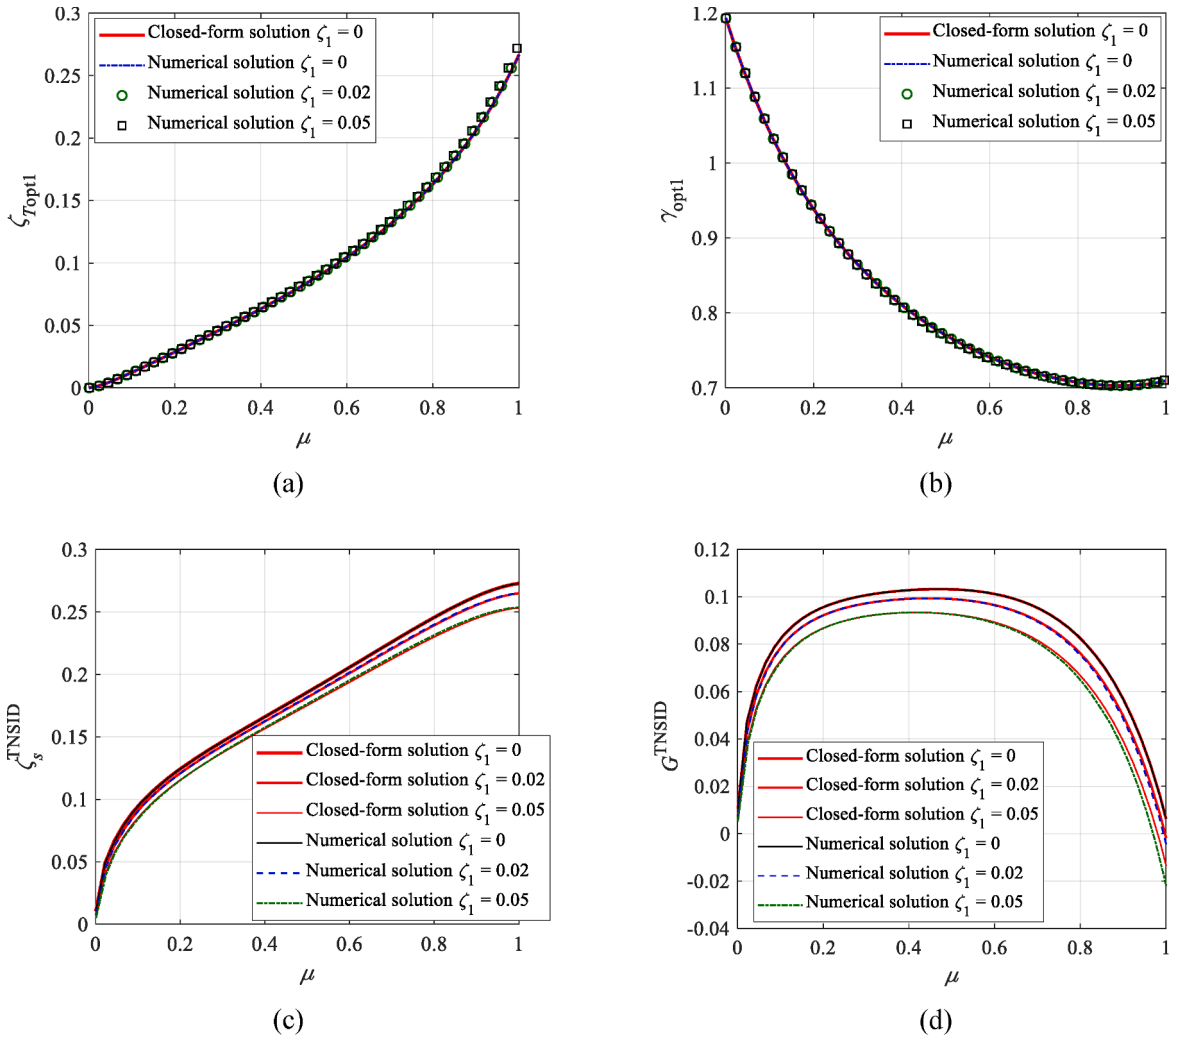 0.3
0.25
0.2
0.15
0.1
0.05
0
ζTopt1
Closed-form solution ζ1 = 0
Numerical solution ζ1 = 0
Numerical solution ζ1 = 0.02
Numerical solution ζ1 = 0.05
0 0.2 0.4 0.6 0.8 1
μ
(a)
1.2
1.1
1
0.9
0.8
0.7
γopt1
Closed-form solution ζ1 = 0
Numerical solution ζ1 = 0
Numerical solution ζ1 = 0.02
Numerical solution ζ1 = 0.05
0 0.2 0.4 0.6 0.8 1
μ
(b)
0.3
0.25
0.2
0.15
0.1
0.05
0
ζsTNSID
Closed-form solution ζ1 = 0
Closed-form solution ζ1 = 0.02
Closed-form solution ζ1 = 0.05
Numerical solution ζ1 = 0
Numerical solution ζ1 = 0.02
Numerical solution ζ1 = 0.05
0 0.2 0.4 0.6 0.8 1
μ
(c)
0.12
0.1
0.08
0.06
0.04
0.02
0
-0.02
-0.04
GTNSID
Closed-form solution ζ1 = 0
Closed-form solution ζ1 = 0.02
Closed-form solution ζ1 = 0.05
Numerical solution ζ1 = 0
Numerical solution ζ1 = 0.02
Numerical solution ζ1 = 0.05
0 0.2 0.4 0.6 0.8 1
μ
(d)